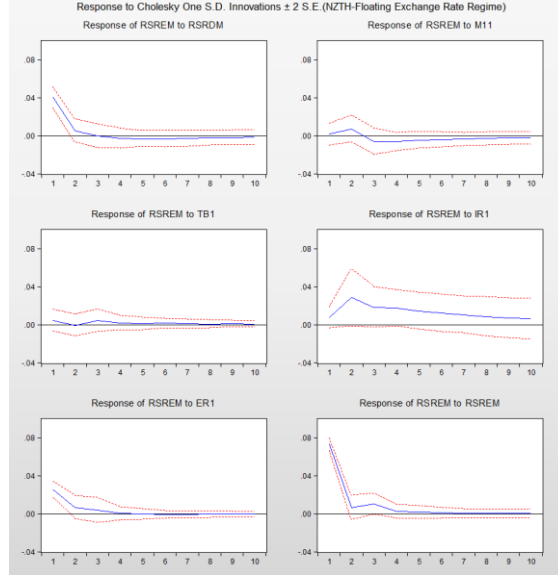 Response to Cholesky One S.D. Innovations ± 2 S.E.(NZTH-Floating Exchange Rate Regime)
Response of RSREM to RSRDM
.08
.04
.00
-.04
1 2 3 4 5 6 7 8 9 10
Response of RSREM to M11
.08
.04
.00
-.04
1 2 3 4 5 6 7 8 9 10
Response of RSREM to TB1
.08
.04
.00
-.04
1 2 3 4 5 6 7 8 9 10
Response of RSREM to IR1
.08
.04
.00
-.04
1 2 3 4 5 6 7 8 9 10
Response of RSREM to ER1
.08
.04
.00
-.04
1 2 3 4 5 6 7 8 9 10
Response of RSREM to RSREM
.08
.04
.00
-.04
1 2 3 4 5 6 7 8 9 10